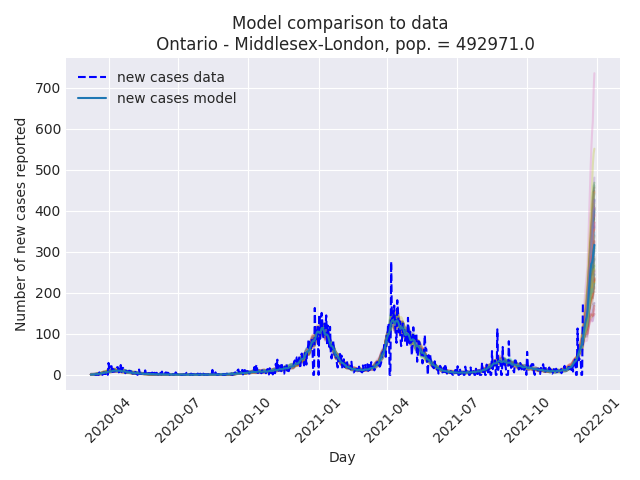 Model comparison to data
Ontario - Middlesex-London, pop. = 492971.0
new cases data
new cases model
Number of new cases reported
700
600
500
400
300
200
100
0
2020-04
2020-07
2020-10
2021-01
2021-04
2021-07
2021-10
2022-01
Day